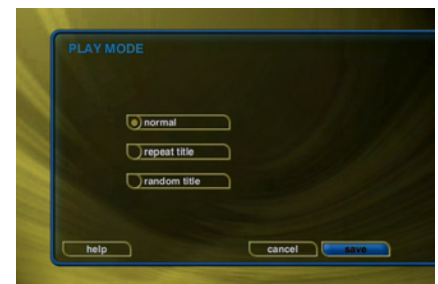 PLAY MODE
normal
repeat title
random title
help
cancel
save